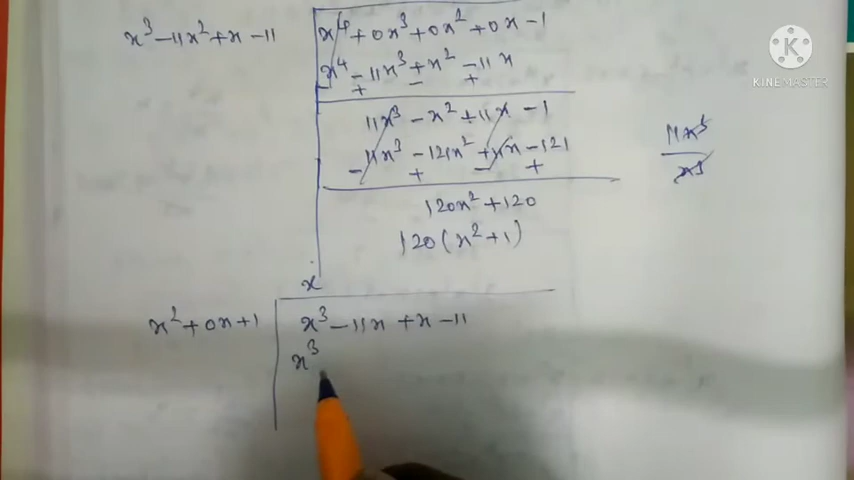 x³ - 11x² + x - 11 x⁴ + 0x³ + 0x² + 0x - 1
x⁴ - 11x³ + x² - 11x
- + - +
11x³ - x² + 11x - 1
11x³ - 121x² + 11x - 121
- + - +
11x³
x³
120x² + 120
120(x² + 1)
x
x² + 0x + 1 x³ - 11x + x - 11
x³
KINEMASTER